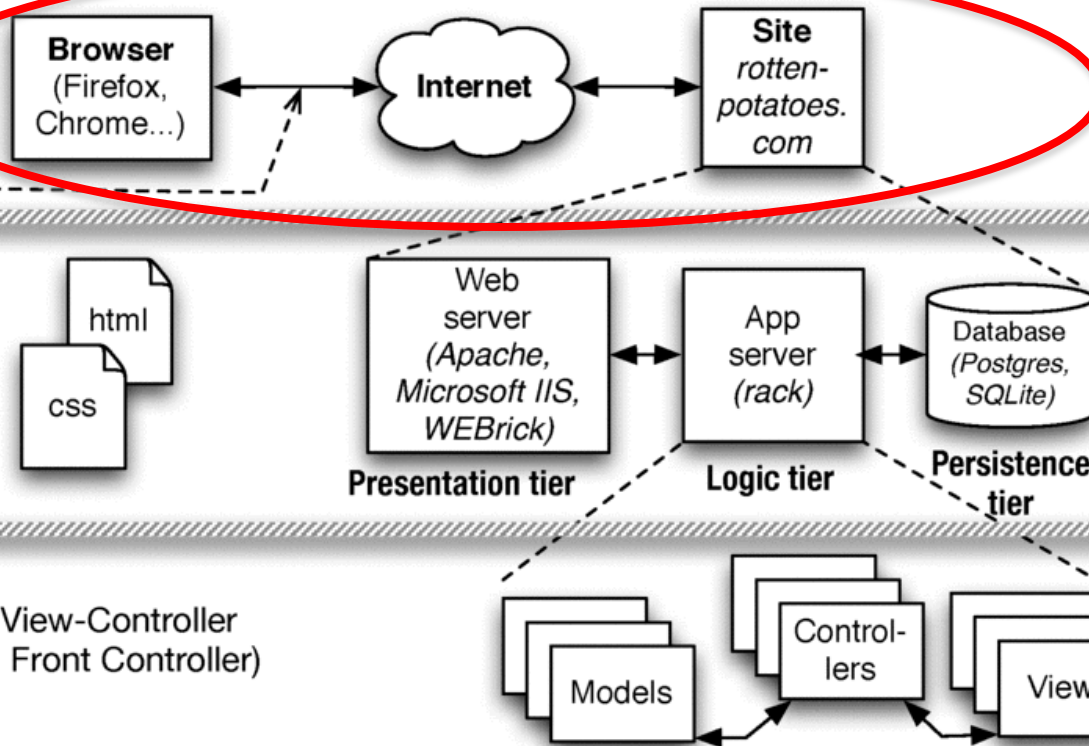 Browser
(Firefox,
Chrome...)
Internet
Site
rotten-
potatoes.
com
html
css
Web
server
(Apache,
Microsoft IIS,
WEBrick)
Presentation tier
App
server
(rack)
Logic tier
Database
(Postgres,
SQLite)
Persistence
tier
View-Controller
Front Controller)
Models
Control-
lers
View